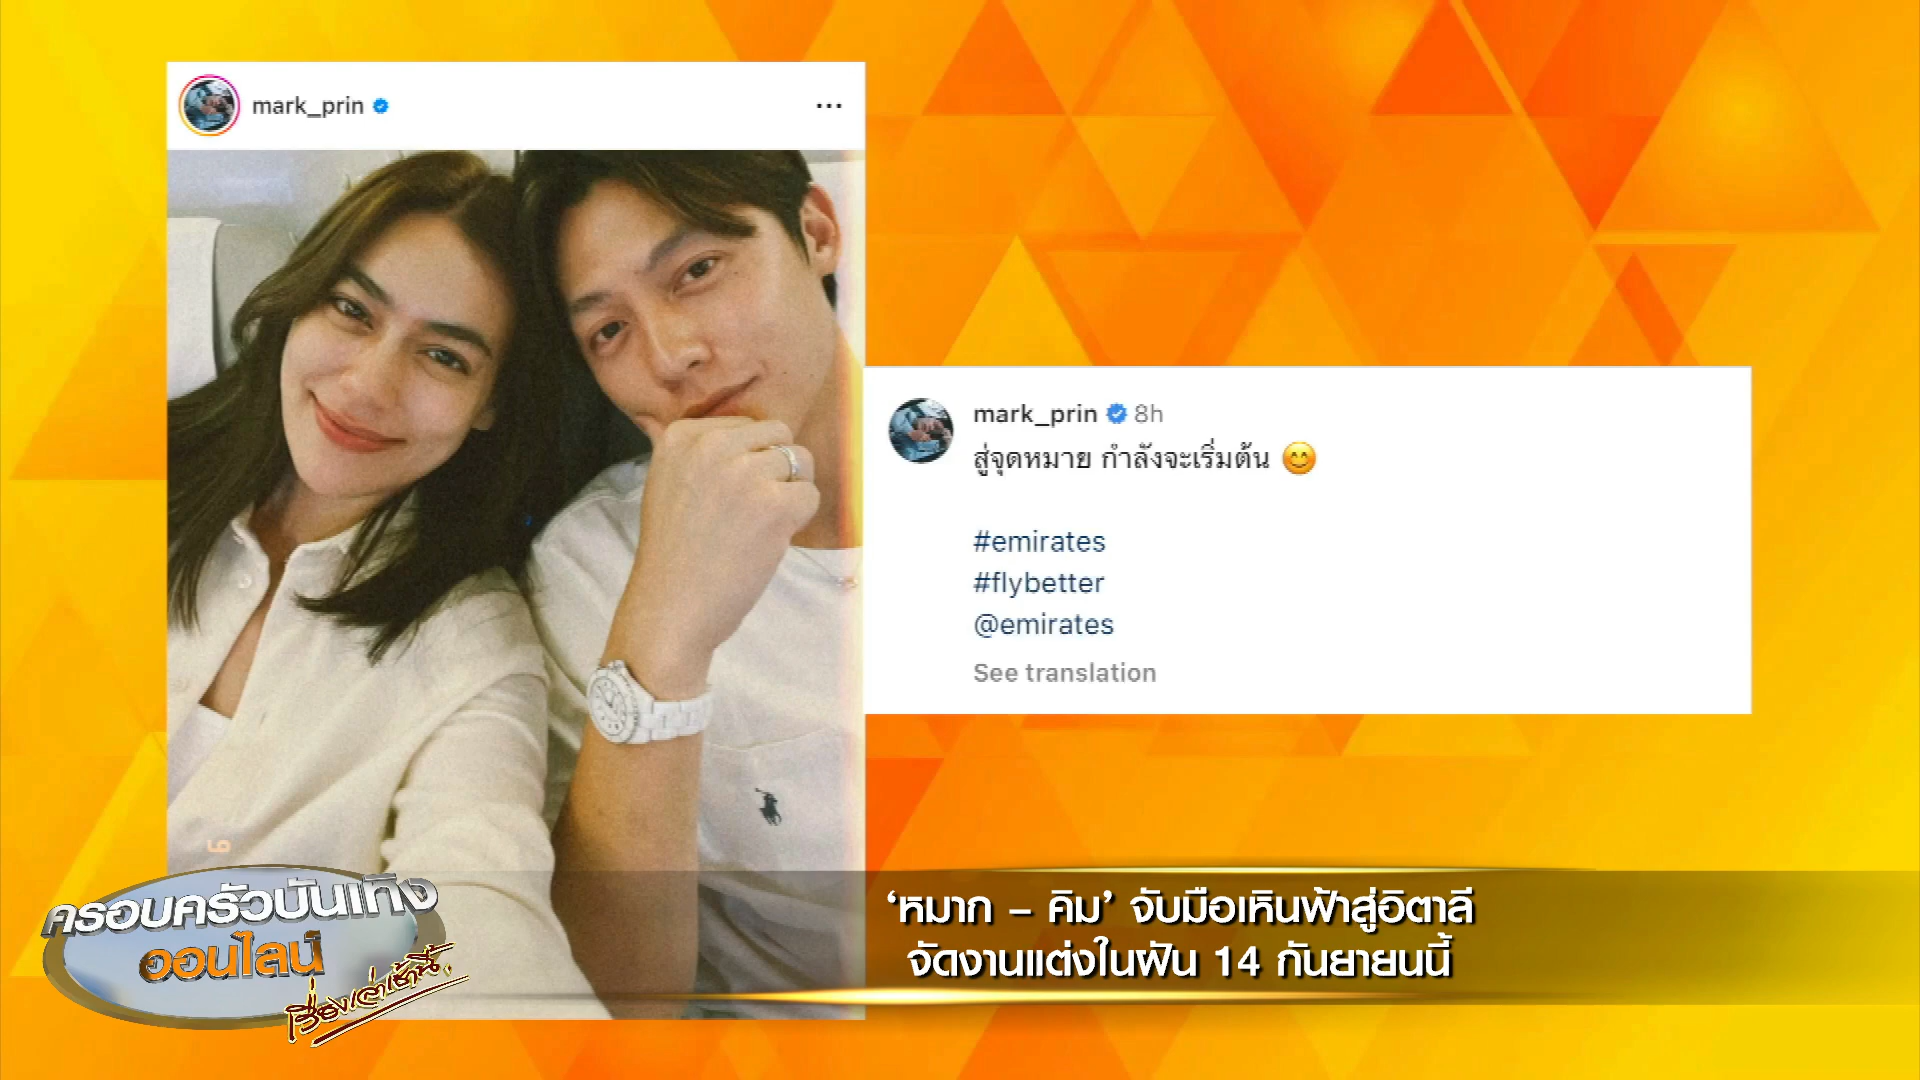 mark_prin
mark_prin 8h
สู่จุดหมาย กำลังจะเริ่มต้น 😊
#emirates
#flybetter
@emirates
See translation
6
ครอบครัวบันเทิง
ออนไลน์
เรื่องเล่าเช้านี้
‘หมาก – คิม’ จับมือเหินฟ้าสู่อิตาลี
จัดงานแต่งในฝัน 14 กันยายนนี้